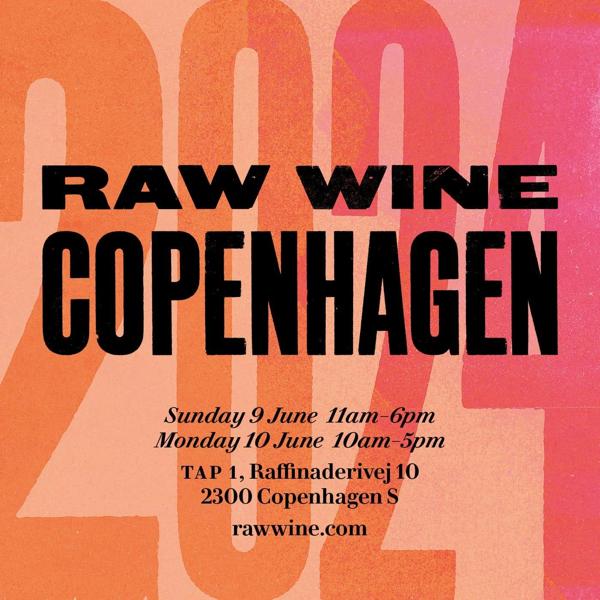 2024
RAW WINE
COPENHAGEN
Sunday 9 June 11am–6pm
Monday 10 June 10am–5pm
TAP 1, Raffinaderivej 10
2300 Copenhagen S
rawwine.com